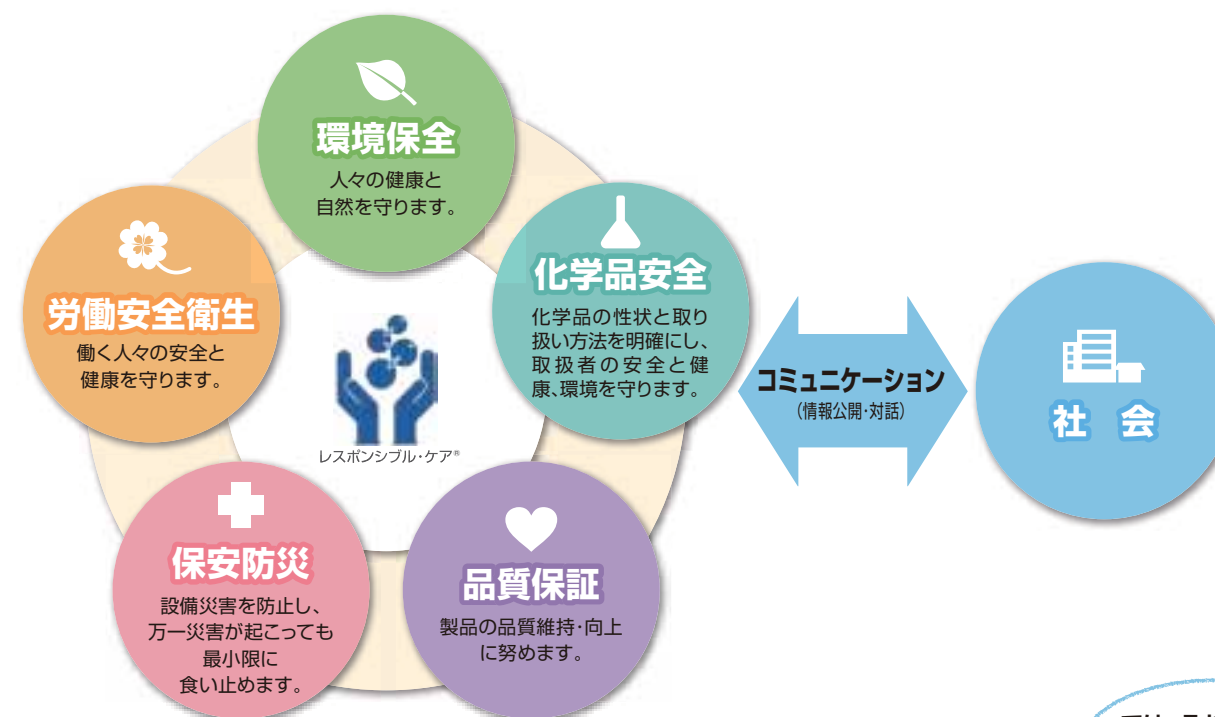 環境保全
人々の健康と
自然を守ります。
化学品安全
化学品の性状と取り
扱い方法を明確にし、
取扱者の安全と健
康、環境を守ります。
労働安全衛生
働く人々の安全と
健康を守ります。
レスポンシブル・ケア®
コミュニケーション
（情報公開・対話）
社 会
保安防災
設備災害を防止し、
万一災害が起こっても
最小限に
食い止めます。
品質保証
製品の品質維持・向上
に努めます。